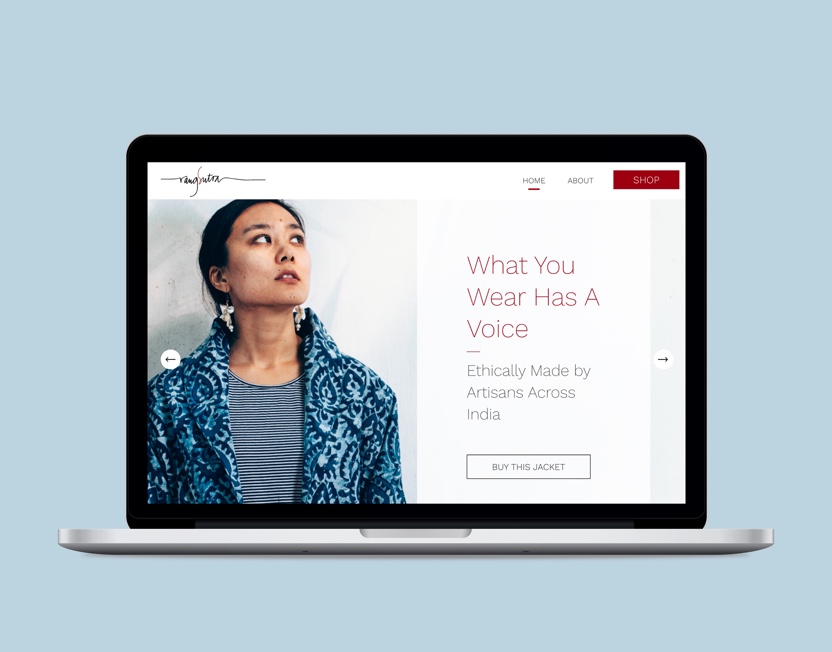 rangSutra
HOME
ABOUT
SHOP
What You
Wear Has A
Voice
Ethically Made by
Artisans Across
India
BUY THIS JACKET